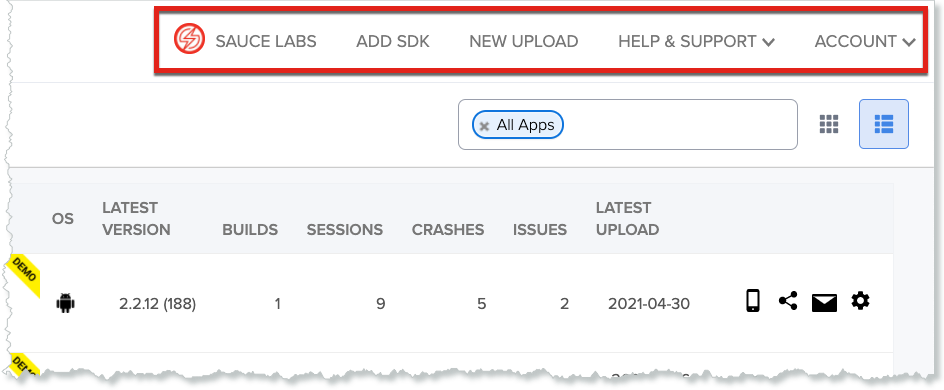 SAUCE LABS ADD SDK NEW UPLOAD HELP & SUPPORT ACCOUNT
All Apps
OS LATEST VERSION BUILDS SESSIONS CRASHES ISSUES LATEST UPLOAD
DEMO
2.2.12 (188) 1 9 5 2 2021-04-30
DEMO